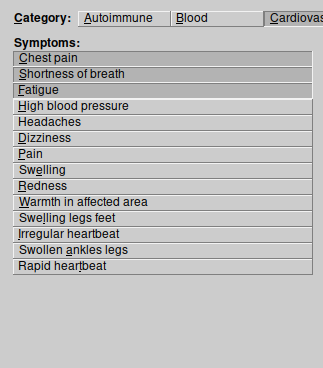 Category: Autoimmune Blood Cardiovas
Symptoms:
Chest pain
Shortness of breath
Fatigue
High blood pressure
Headaches
Dizziness
Pain
Swelling
Redness
Warmth in affected area
Swelling legs feet
Irregular heartbeat
Swollen ankles legs
Rapid heartbeat